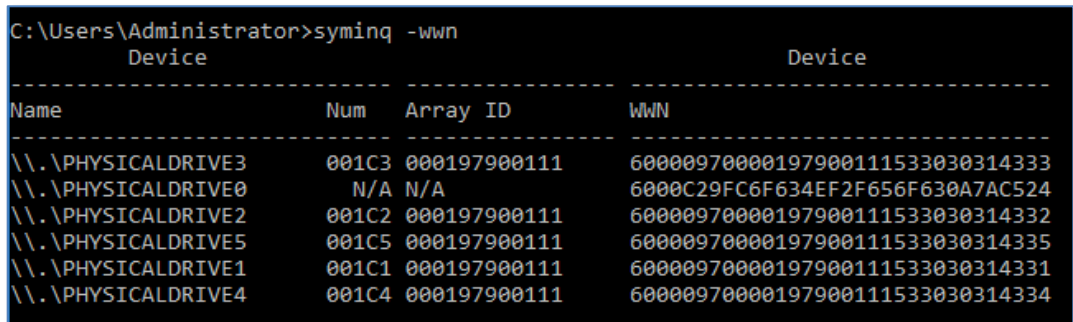 C:\Users\Administrator>syminq -wwn
Device Device
----------------------------- ---------------- --------------------------------
Name Num Array ID WWN
----------------------------- ---------------- --------------------------------
\\.\PHYSICALDRIVE3 001C3 000197900111 60000970000197900111533030314333
\\.\PHYSICALDRIVE0 N/A N/A 6000C29FC6F634EF2F656F630A7AC524
\\.\PHYSICALDRIVE2 001C2 000197900111 60000970000197900111533030314332
\\.\PHYSICALDRIVE5 001C5 000197900111 60000970000197900111533030314335
\\.\PHYSICALDRIVE1 001C1 000197900111 60000970000197900111533030314331
\\.\PHYSICALDRIVE4 001C4 000197900111 60000970000197900111533030314334